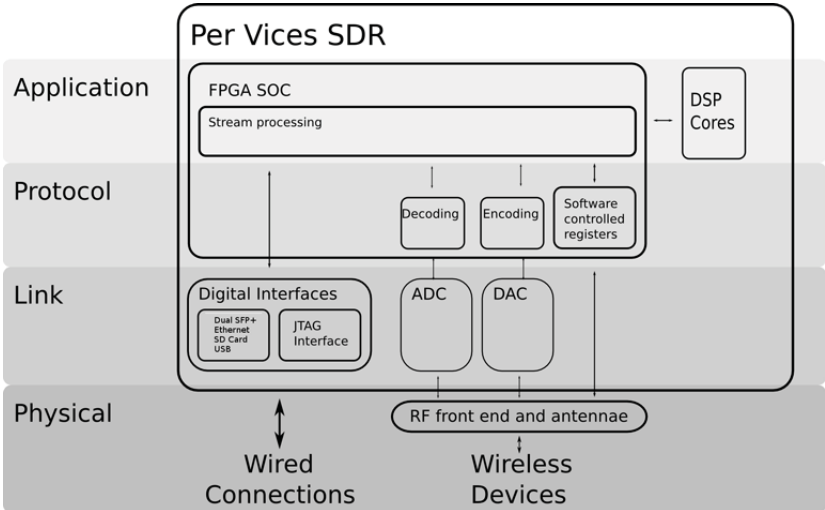 Per Vices SDR
Application
FPGA SOC
Stream processing
DSP
Cores
Protocol
Decoding
Encoding
Software
controlled
registers
Link
Digital Interfaces
Dual SFP+
Ethernet
SD Card
USB
JTAG
Interface
ADC
DAC
Physical
RF front end and antennae
Wired
Connections
Wireless
Devices